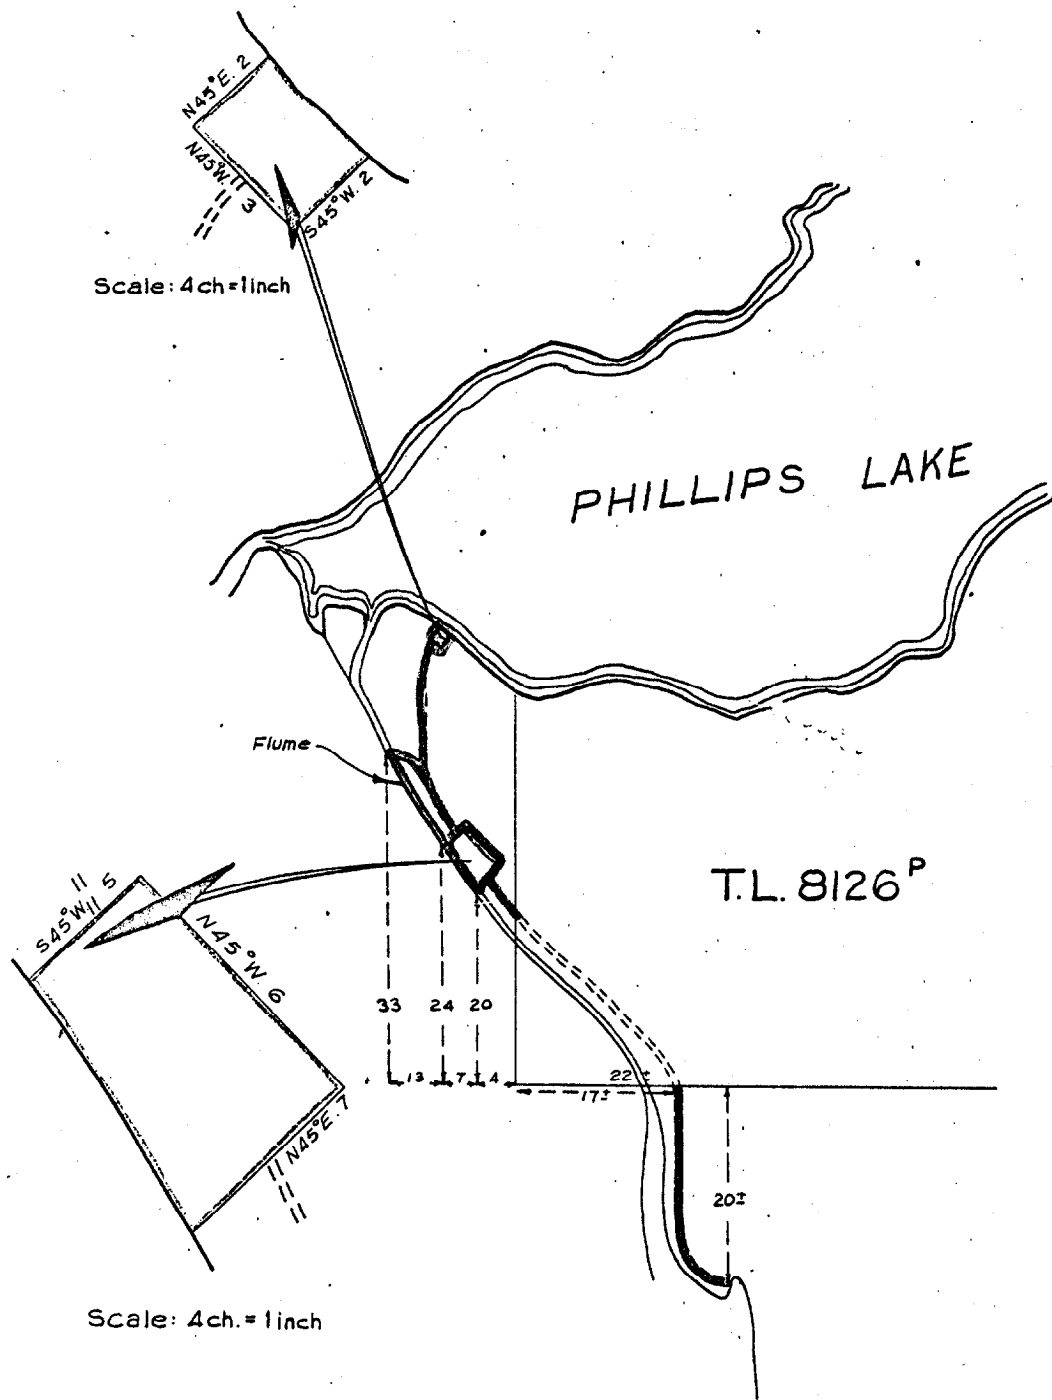 N45°E. 2
N45°W. 3
S45°W. 2
Scale: 4ch=1inch
PHILLIPS LAKE
Flume
T.L. 8126ᴾ
S45°W. 5
N45°W. 6
N45°E. 7
33 24 20
13 7 4 22±
17±
20±
Scale: 4ch. = 1inch